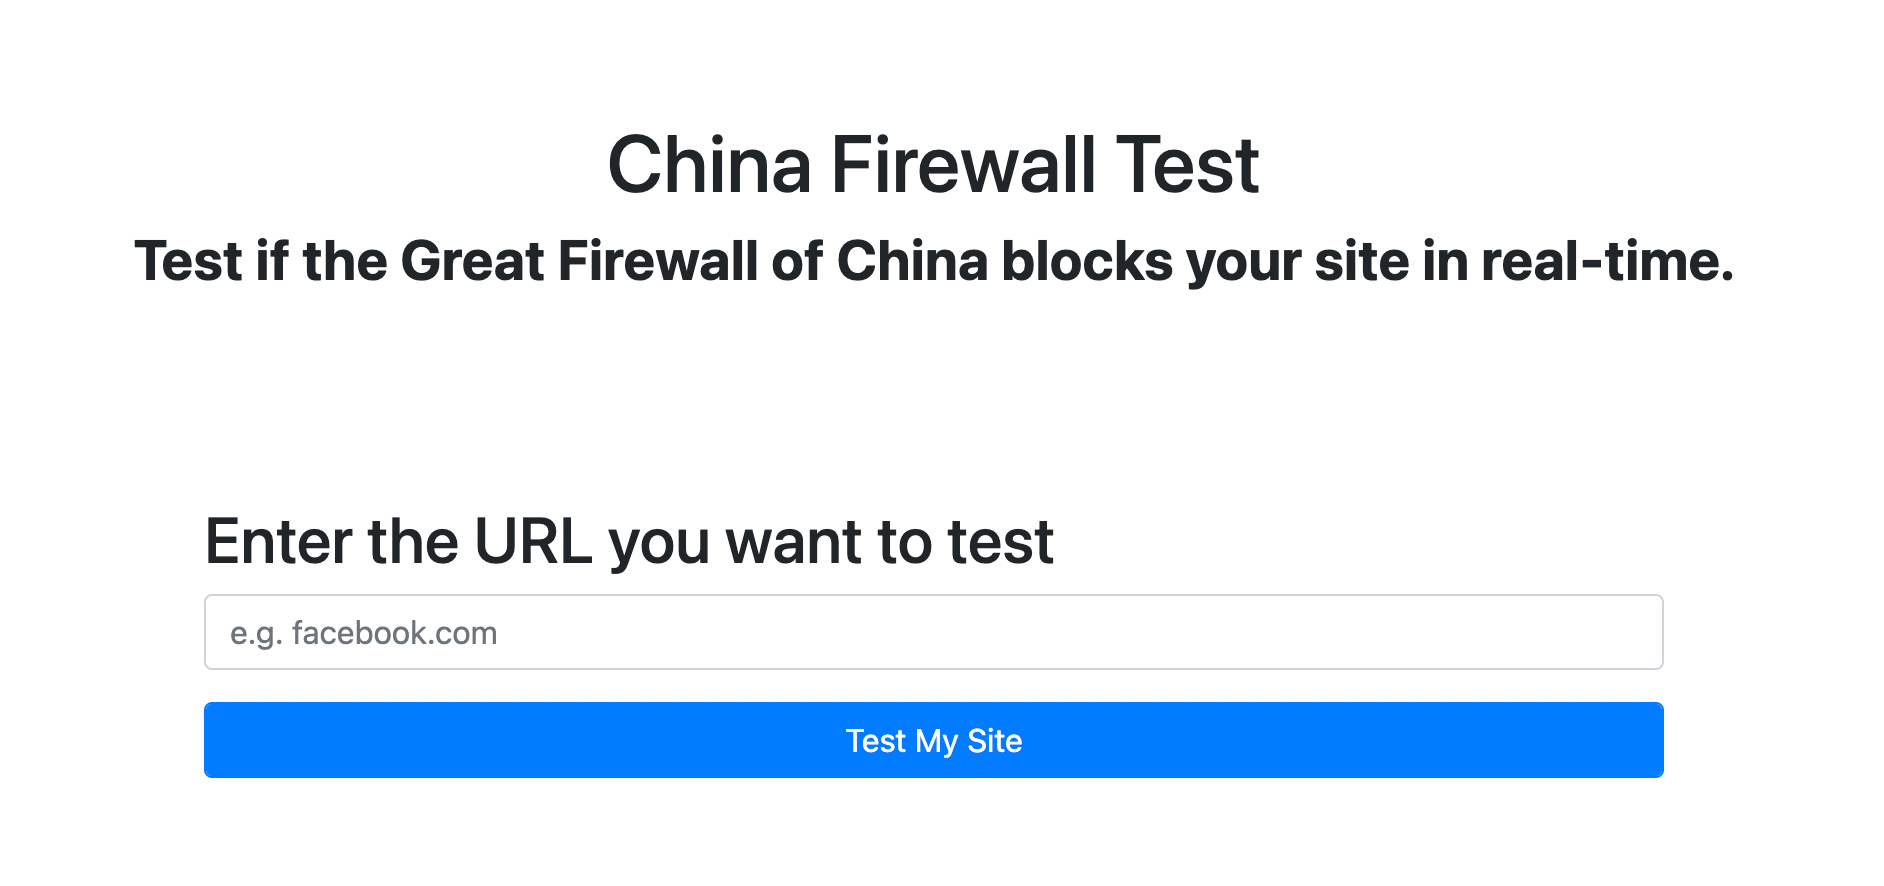 China Firewall Test
Test if the Great Firewall of China blocks your site in real-time.
Enter the URL you want to test
e.g. facebook.com
Test My Site